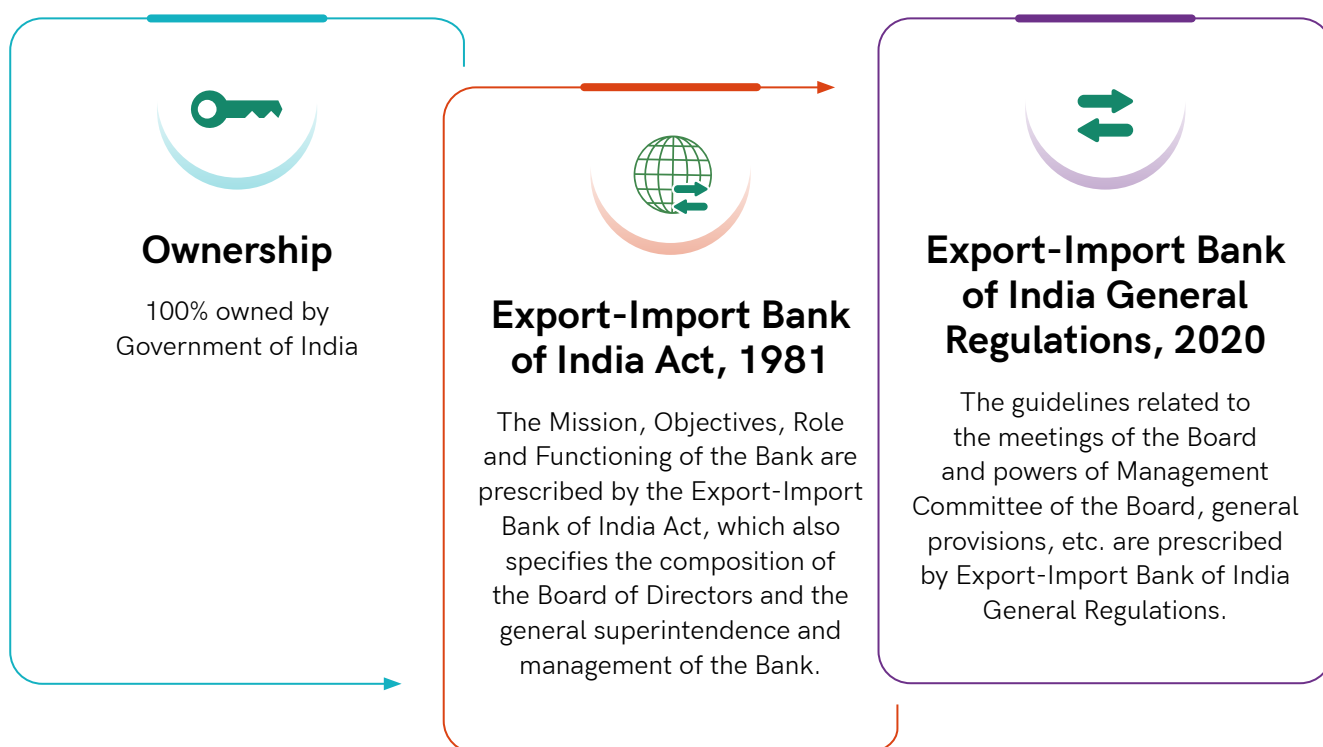 Ownership
100% owned by
Government of India
Export-Import Bank
of India Act, 1981
The Mission, Objectives, Role
and Functioning of the Bank are
prescribed by the Export-Import
Bank of India Act, which also
specifies the composition of
the Board of Directors and the
general superintendence and
management of the Bank.
Export-Import Bank
of India General
Regulations, 2020
The guidelines related to
the meetings of the Board
and powers of Management
Committee of the Board, general
provisions, etc. are prescribed
by Export-Import Bank of India
General Regulations.